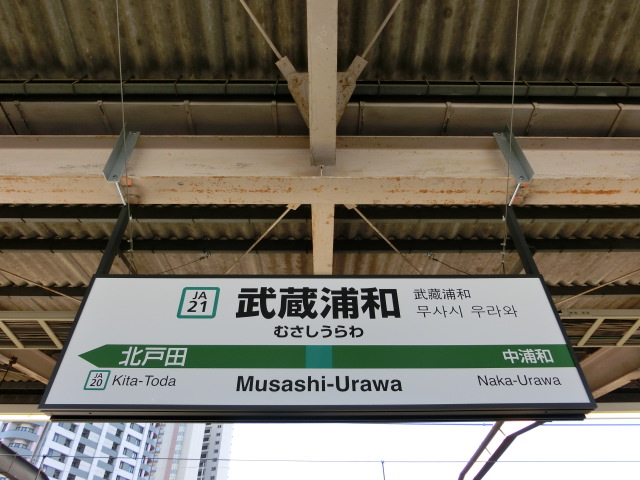 JA
21
武蔵浦和
武藏浦和
무사시 우라와
むさしうらわ
北戸田
中浦和
JA
20
Kita-Toda
Musashi-Urawa
Naka-Urawa